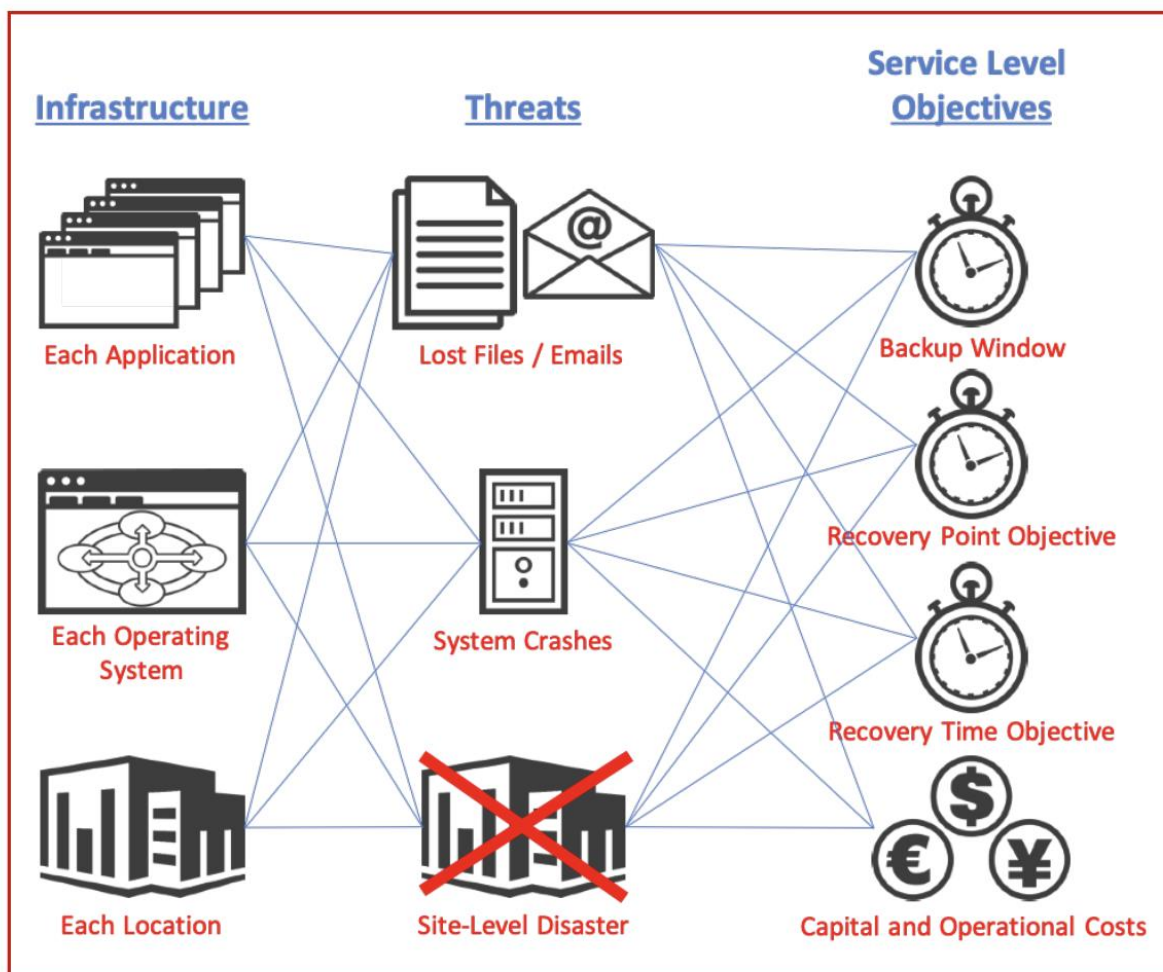 Infrastructure
Threats
Service Level
Objectives
@
Each Application
Lost Files / Emails
Backup Window
Recovery Point Objective
Each Operating
System
System Crashes
Recovery Time Objective
$
€
¥
Each Location
Site-Level Disaster
Capital and Operational Costs